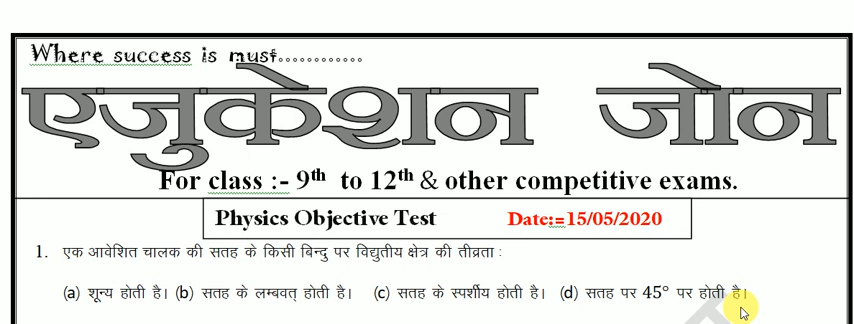 Where success is must............
एजुकेशन जोन
For class :- 9th to 12th & other competitive exams.
Physics Objective Test Date:=15/05/2020
1. एक आवेशित चालक की सतह के किसी बिन्दु पर विद्युतीय क्षेत्र की तीव्रता :
(a) शून्य होती है। (b) सतह के लम्बवत् होती है। (c) सतह के स्पर्शीय होती है। (d) सतह पर 45° पर होती है।